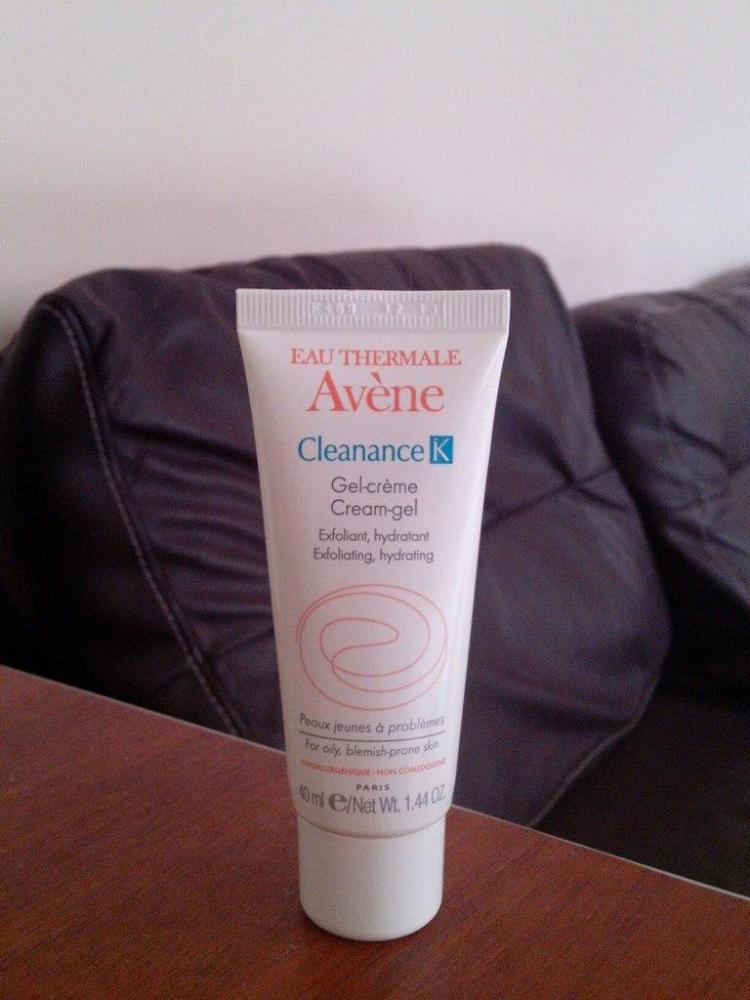 EAU THERMALE
Avène
Cleanance K
Gel-crème
Cream-gel
Exfoliant, hydratant
Exfoliating, hydrating
Peaux jeunes à problèmes
For oily, blemish-prone skin
HYPOALLERGENIQUE - NON COMEDOGENE
PARIS
40 ml e/Net Wt. 1.44 OZ.